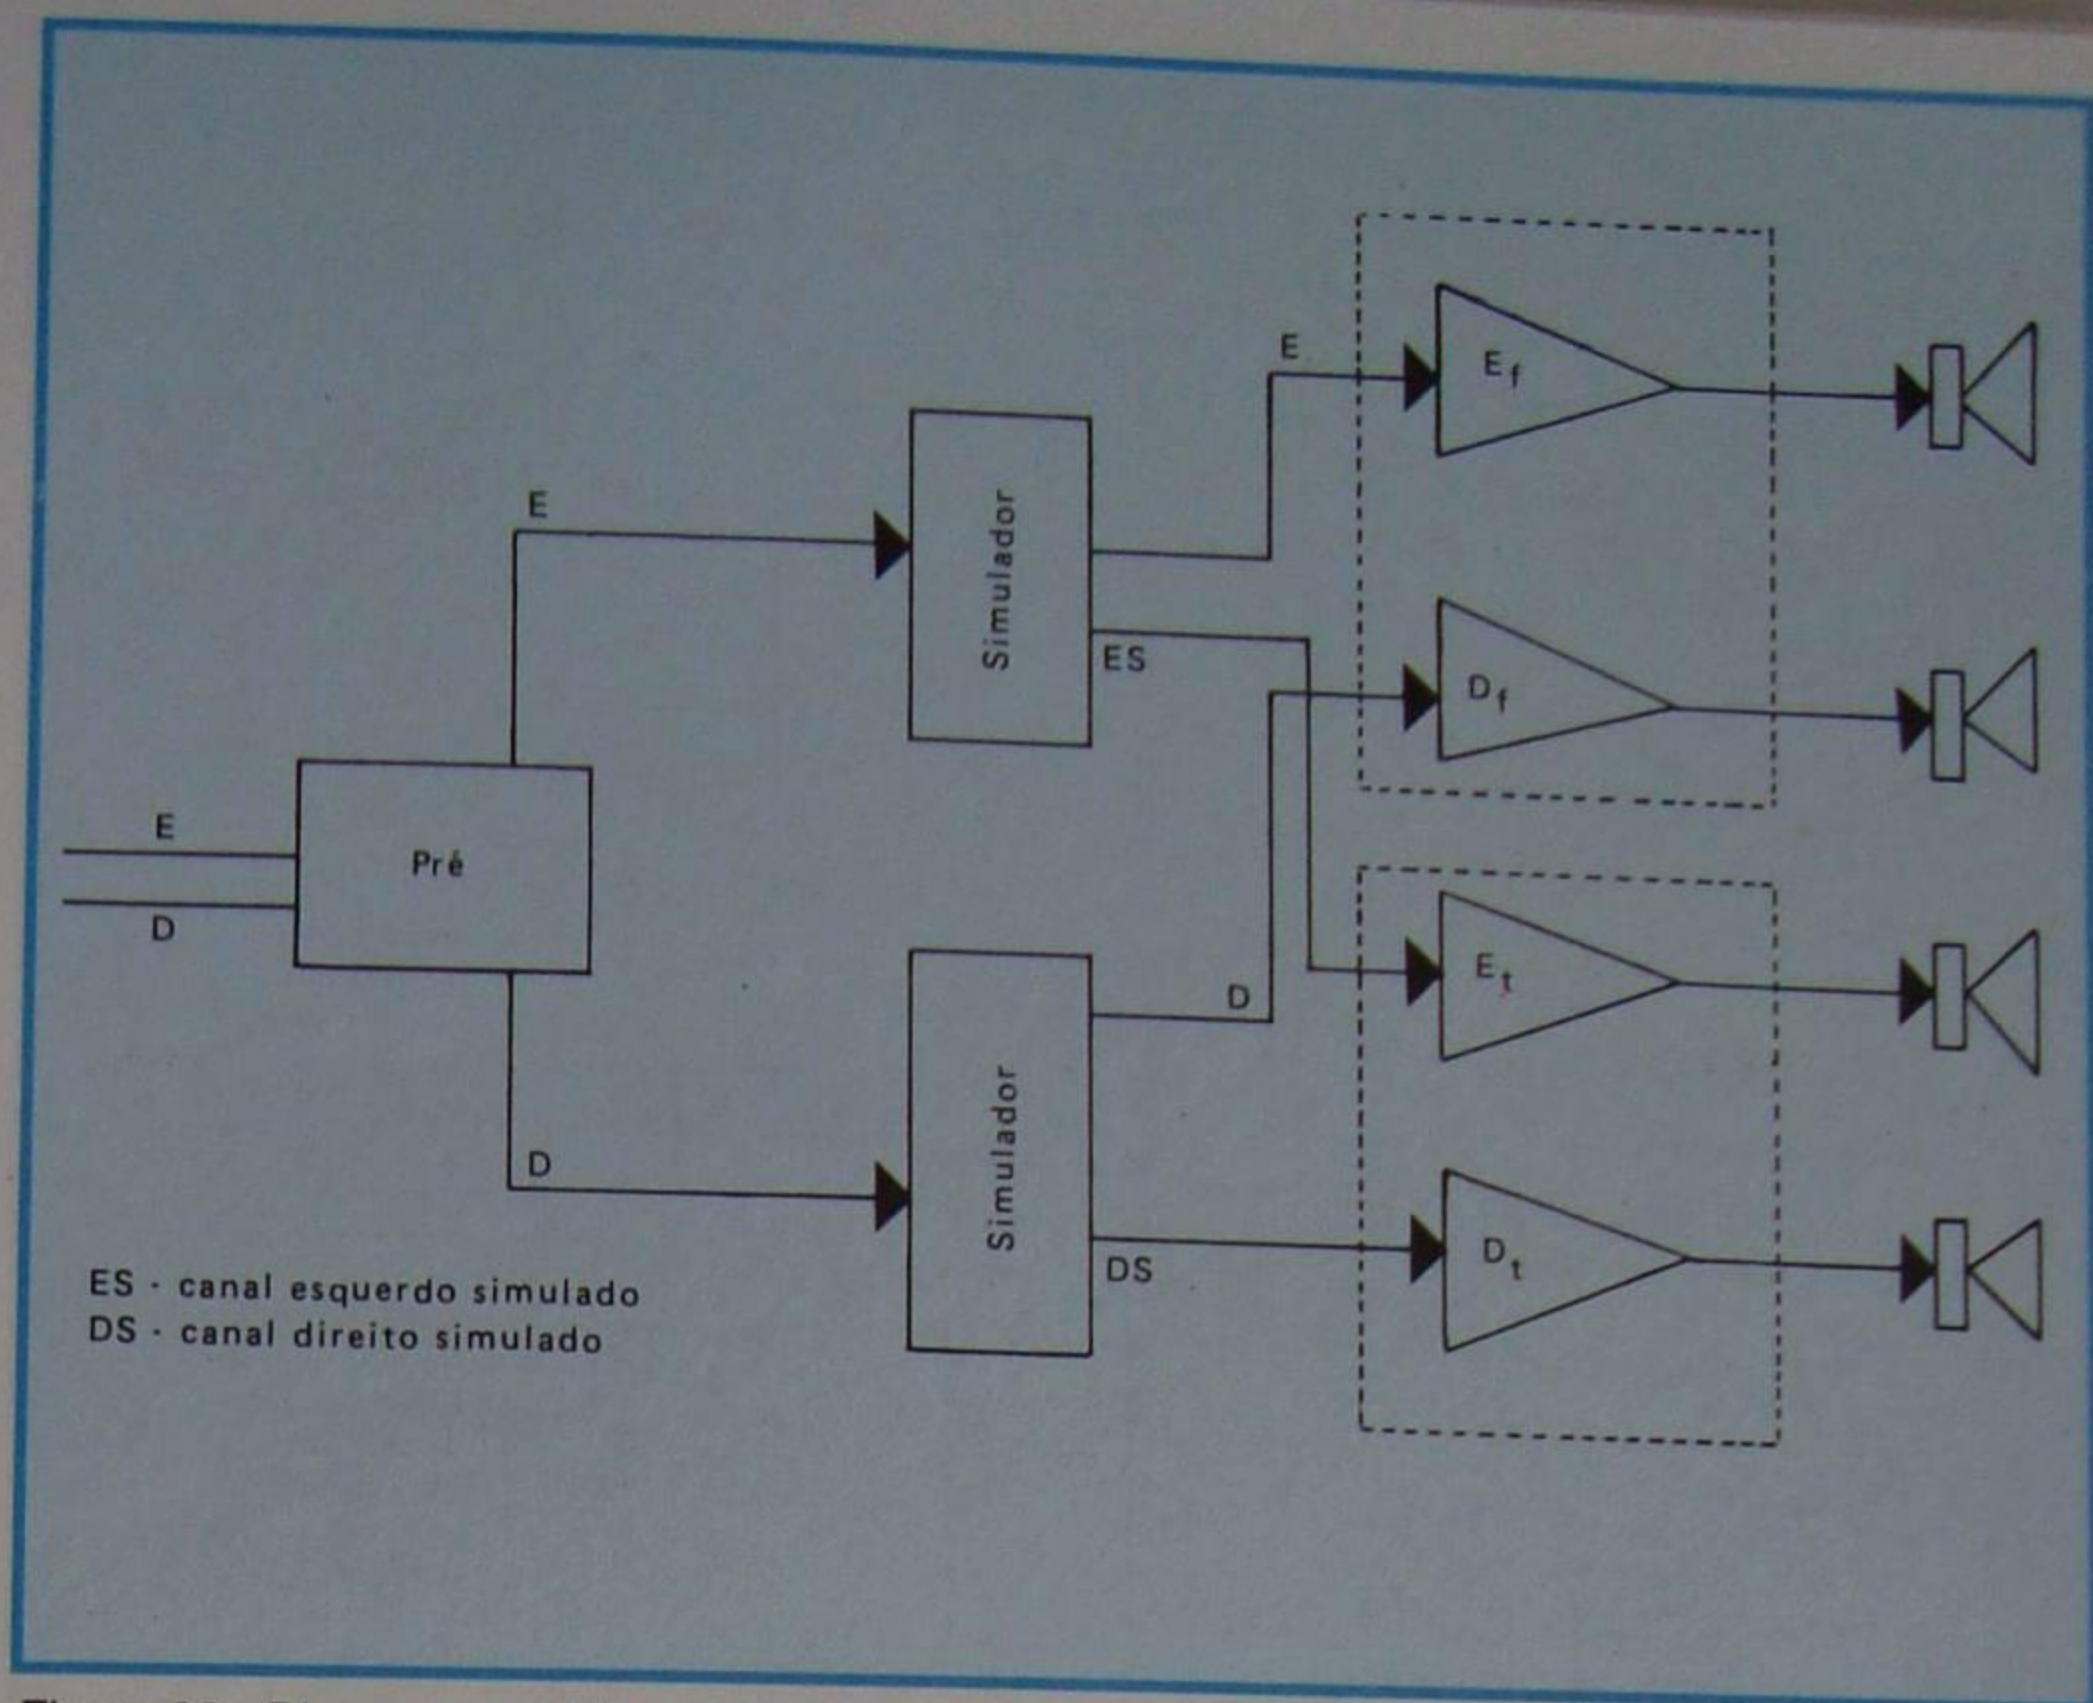 E
E
D
Pré
E
D
Simulador
ES
Simulador
D
DS
E
Ef
Df
Et
Dt
ES - canal esquerdo simulado
DS - canal direito simulado